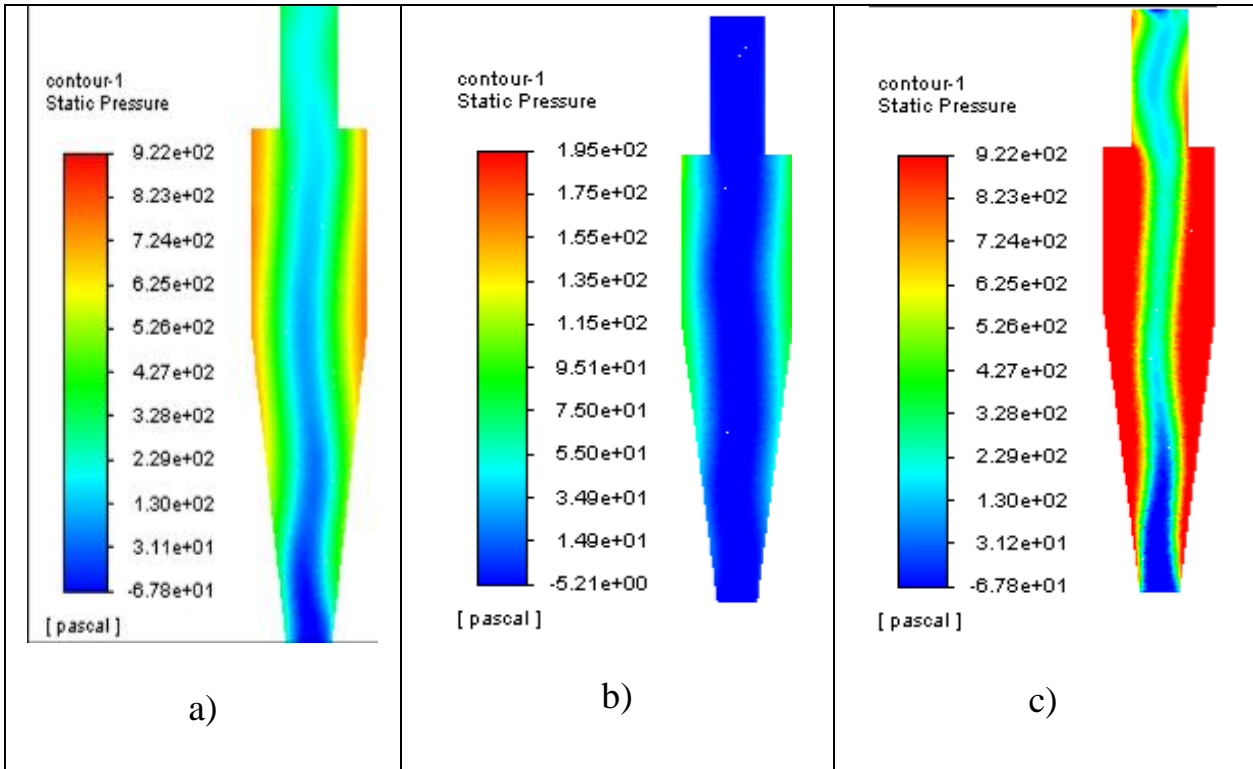 contour-1
Static Pressure
9.22e+02
8.23e+02
7.24e+02
6.25e+02
5.26e+02
4.27e+02
3.28e+02
2.29e+02
1.30e+02
3.11e+01
-6.78e+01
[ pascal ]
a)
contour-1
Static Pressure
1.95e+02
1.75e+02
1.55e+02
1.35e+02
1.15e+02
9.51e+01
7.50e+01
5.50e+01
3.49e+01
1.49e+01
-5.21e+00
[ pascal ]
b)
contour-1
Static Pressure
9.22e+02
8.23e+02
7.24e+02
6.25e+02
5.26e+02
4.27e+02
3.28e+02
2.29e+02
1.30e+02
3.12e+01
-6.78e+01
[ pascal ]
c)